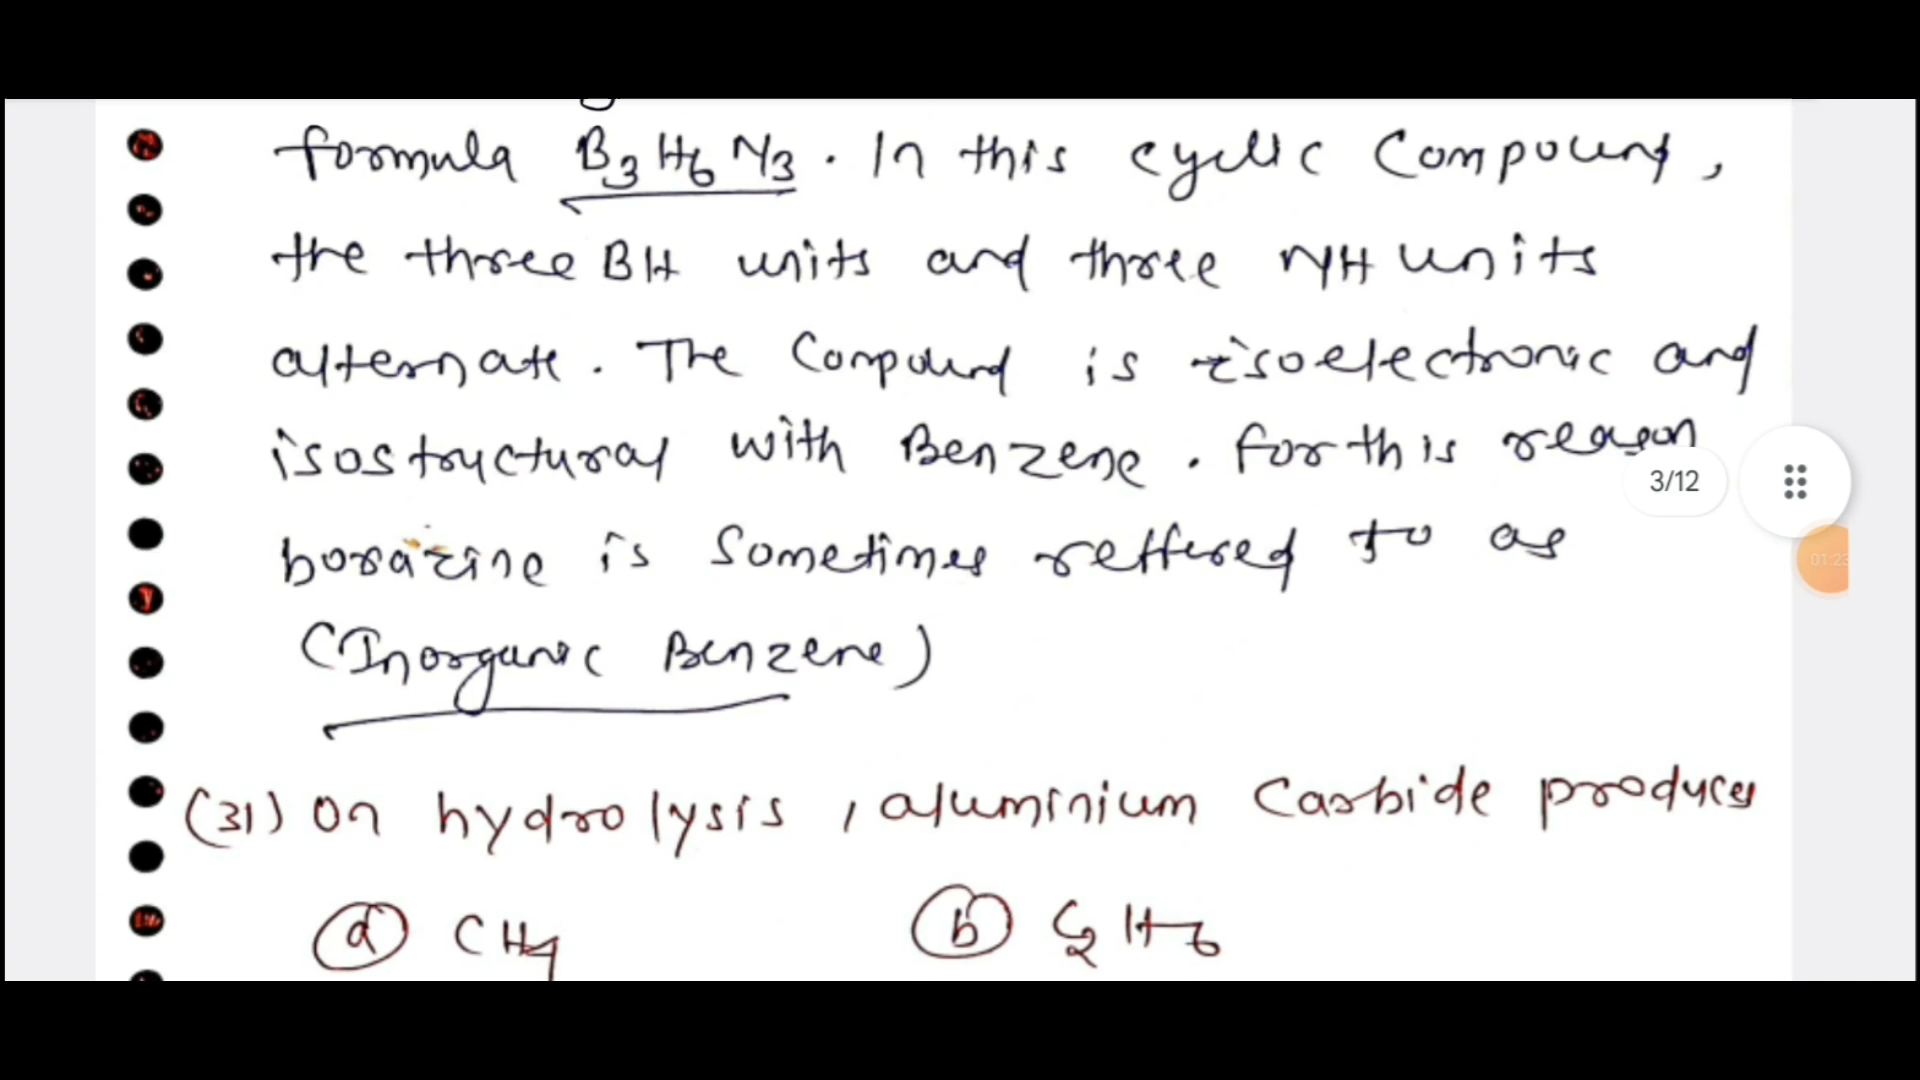 formula B3H6N3. In this cyclic Compound,
the three BH units and three NH units
alternate. The Compound is isoelectronic and
isostructural with Benzene. For this reason
3/12
borazine is sometimes reffered to as
01:23
(Inorganic Benzene)
(31) On hydrolysis, aluminium Carbide produces
(a) CH4
(b) C2H6